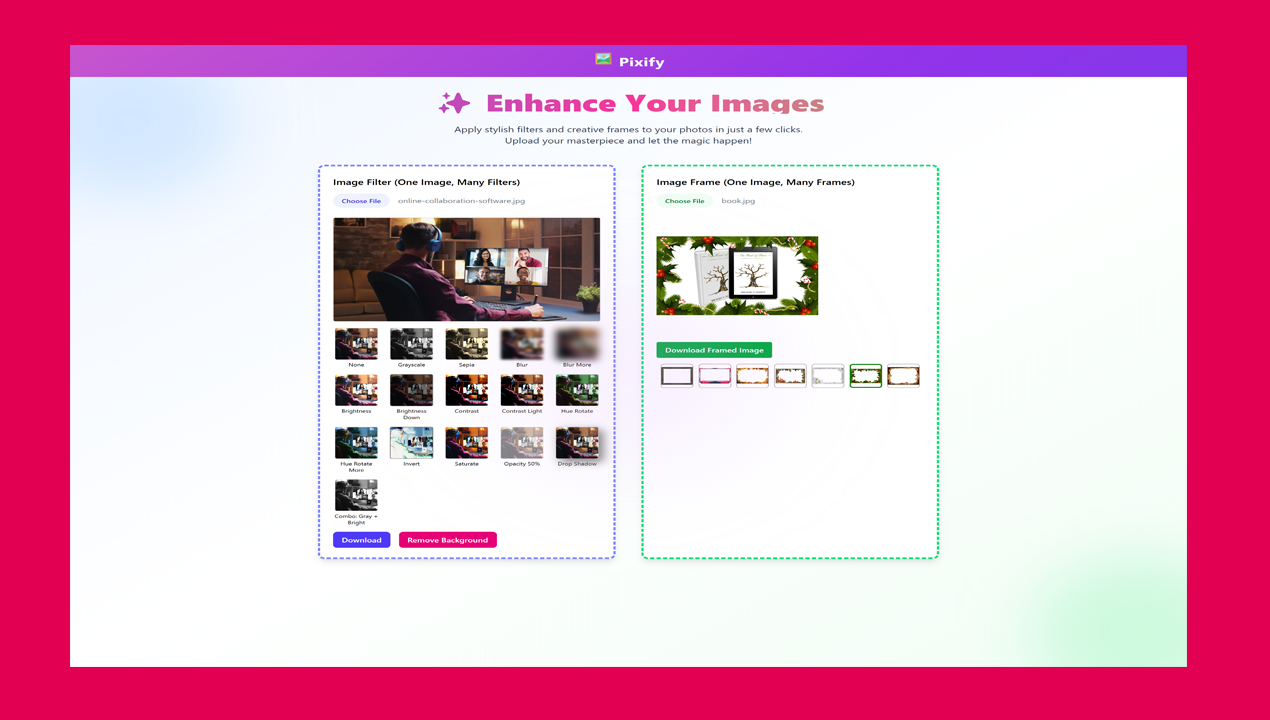 Pixify
Enhance Your Images
Apply stylish filters and creative frames to your photos in just a few clicks.
Upload your masterpiece and let the magic happen!
Image Filter (One Image, Many Filters)
Choose File online-collaboration-software.jpg
None Grayscale Sepia Blur Blur More
Brightness Brightness Down Contrast Contrast Light Hue Rotate
Hue Rotate More Invert Saturate Opacity 50% Drop Shadow
Combo: Gray + Bright
Download Remove Background
Image Frame (One Image, Many Frames)
Choose File book.jpg
Download Framed Image